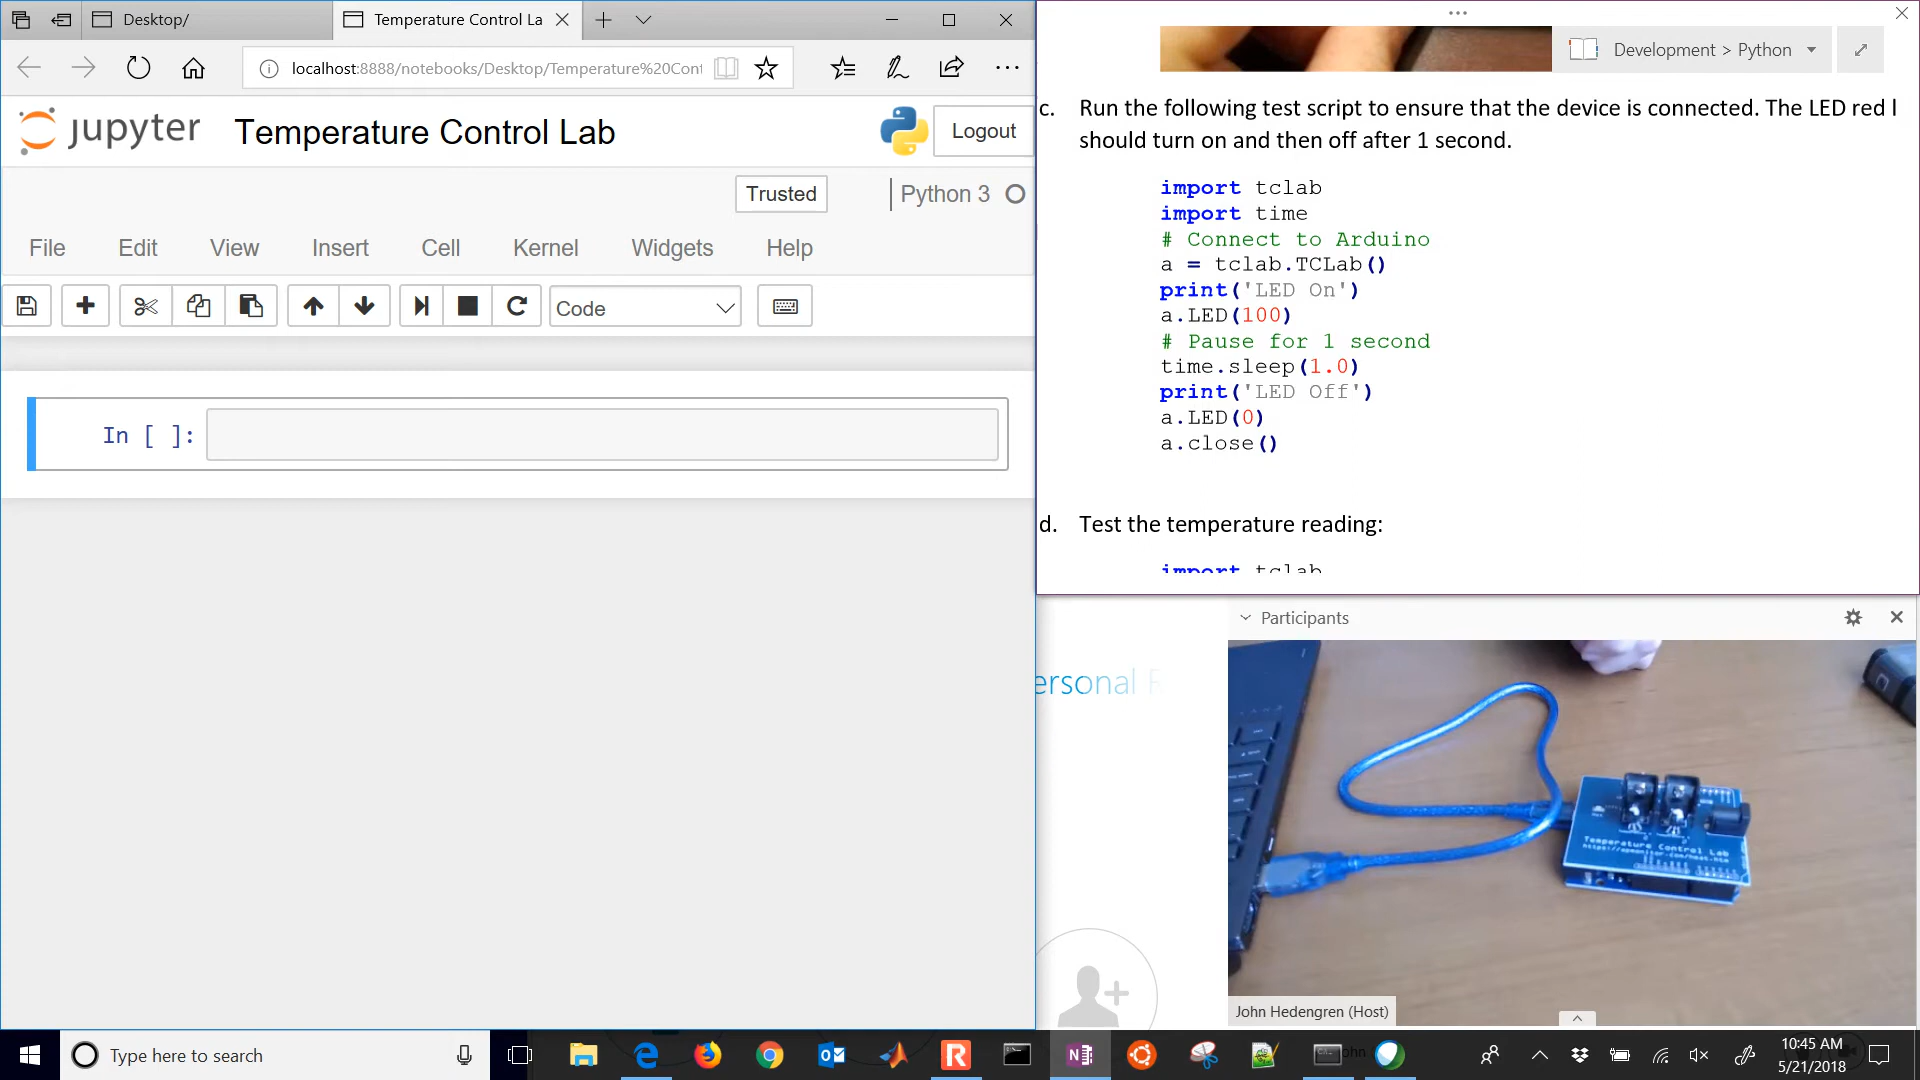 Desktop/
Temperature Control La
localhost:8888/notebooks/Desktop/Temperature%20Cont
jupyter
Temperature Control Lab
Logout
Trusted
Python 3
File
Edit
View
Insert
Cell
Kernel
Widgets
Help
Code
In [ ]:
Development > Python
c. Run the following test script to ensure that the device is connected. The LED red l
should turn on and then off after 1 second.
import tclab
import time
# Connect to Arduino
a = tclab.TCLab()
print('LED On')
a.LED(100)
# Pause for 1 second
time.sleep(1.0)
print('LED Off')
a.LED(0)
a.close()
d. Test the temperature reading:
import tclab
Participants
ersonal R
Temperature Control Lab
John Hedengren (Host)
Type here to search
10:45 AM
5/21/2018